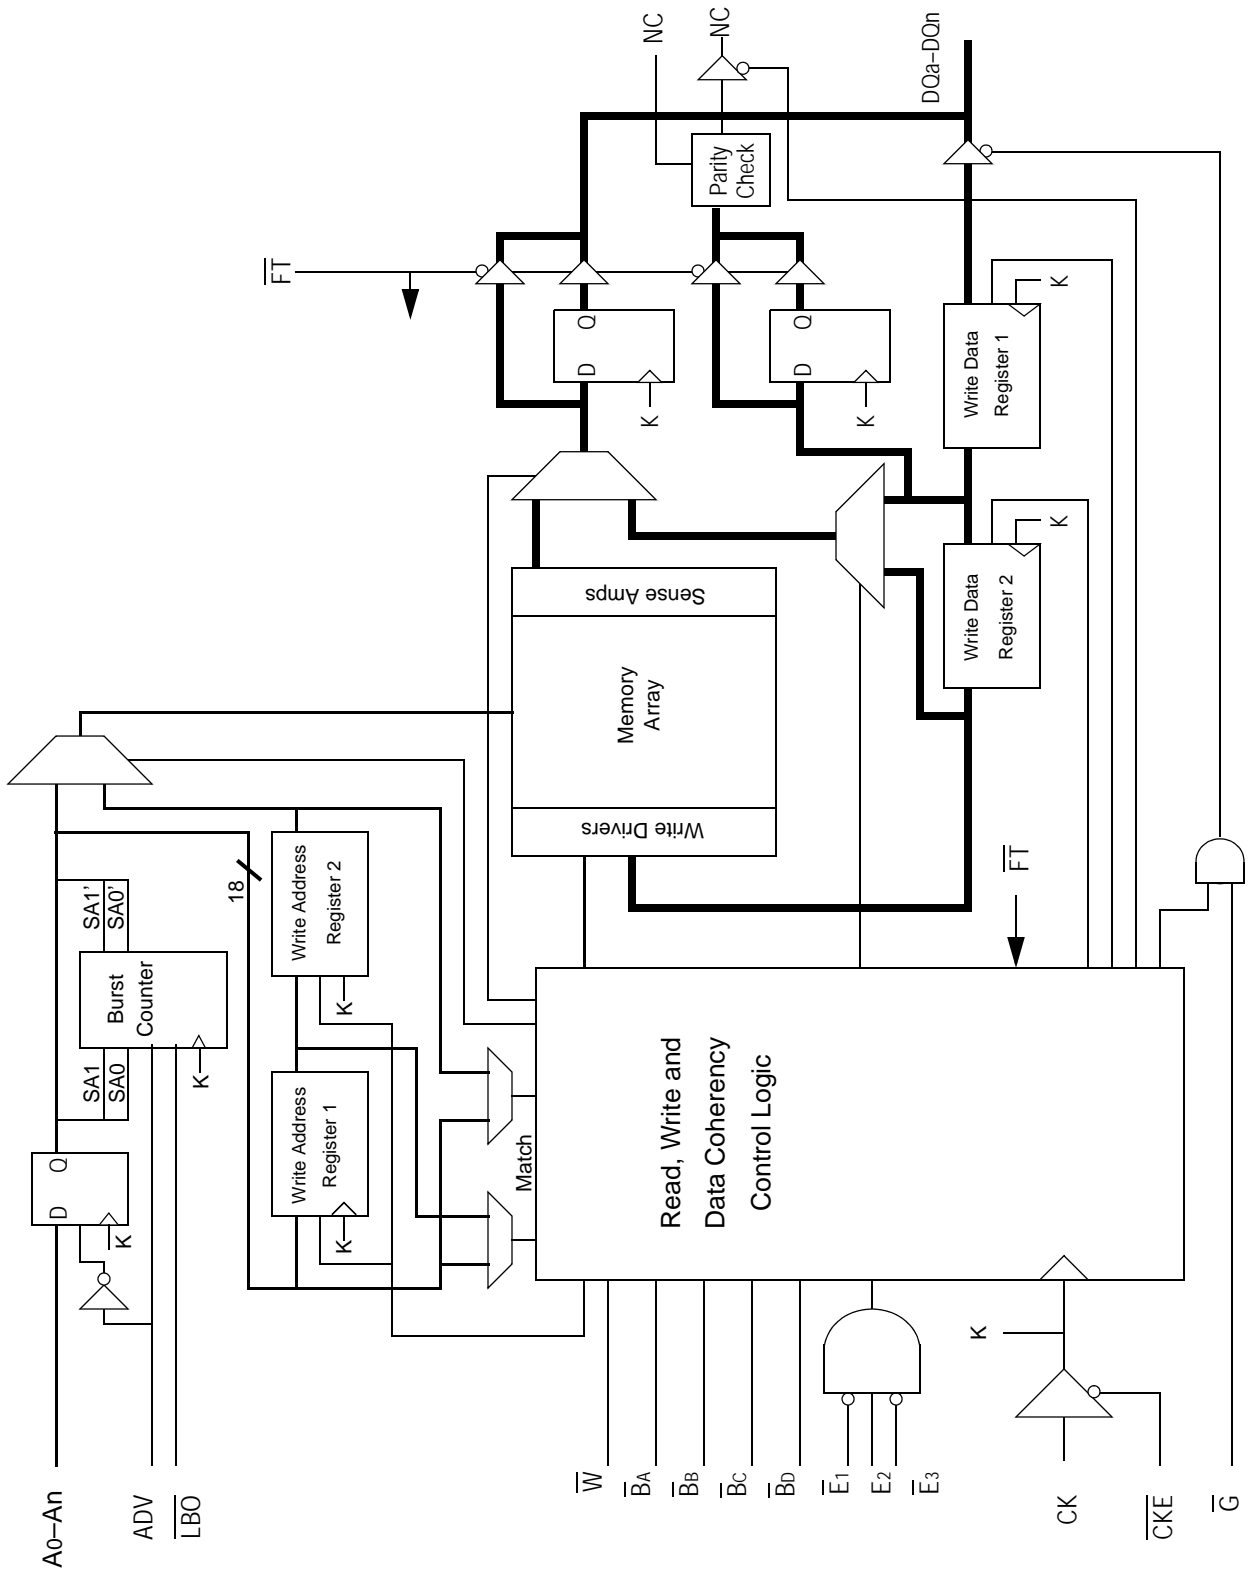 A0–An
ADV
LBO
D Q
K
SA1
SA0
Burst
Counter
K
SA1'
SA0'
18
Write Address
Register 1
K
Write Address
Register 2
K
Match
W
BA
BB
BC
BD
E1
E2
E3
CK
CKE
G
K
Read, Write and
Data Coherency
Control Logic
FT
Write Drivers
Memory
Array
Sense Amps
FT
D Q
K
D Q
K
Parity
Check
NC
NC
Write Data
Register 2
K
Write Data
Register 1
K
DQa–DQn